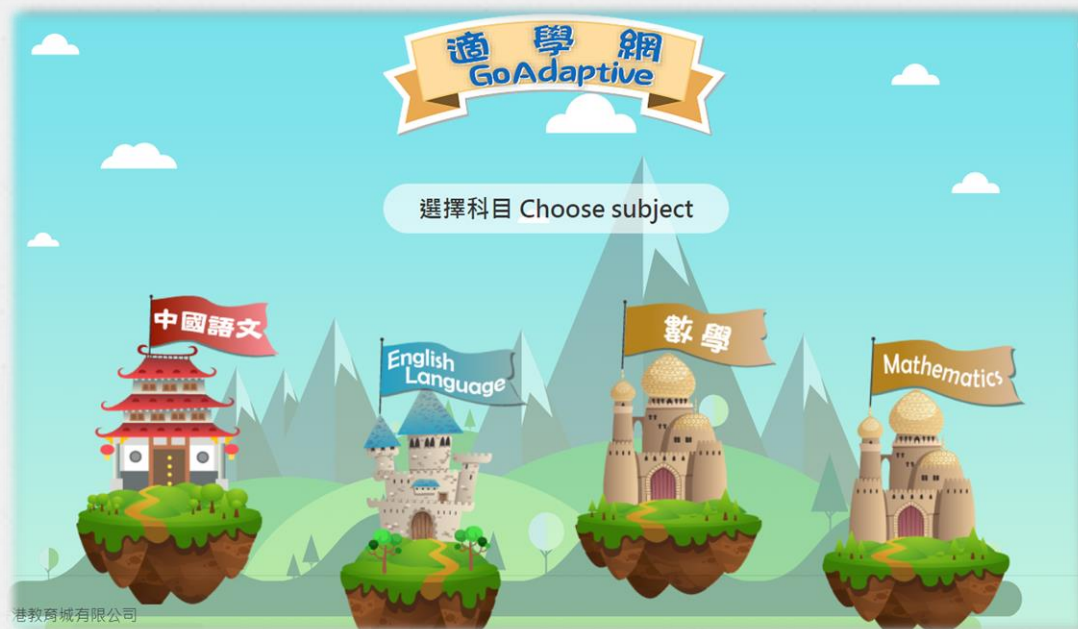 適學網
GoAdaptive
選擇科目 Choose subject
中國語文
English
Language
數學
Mathematics
港教育城有限公司